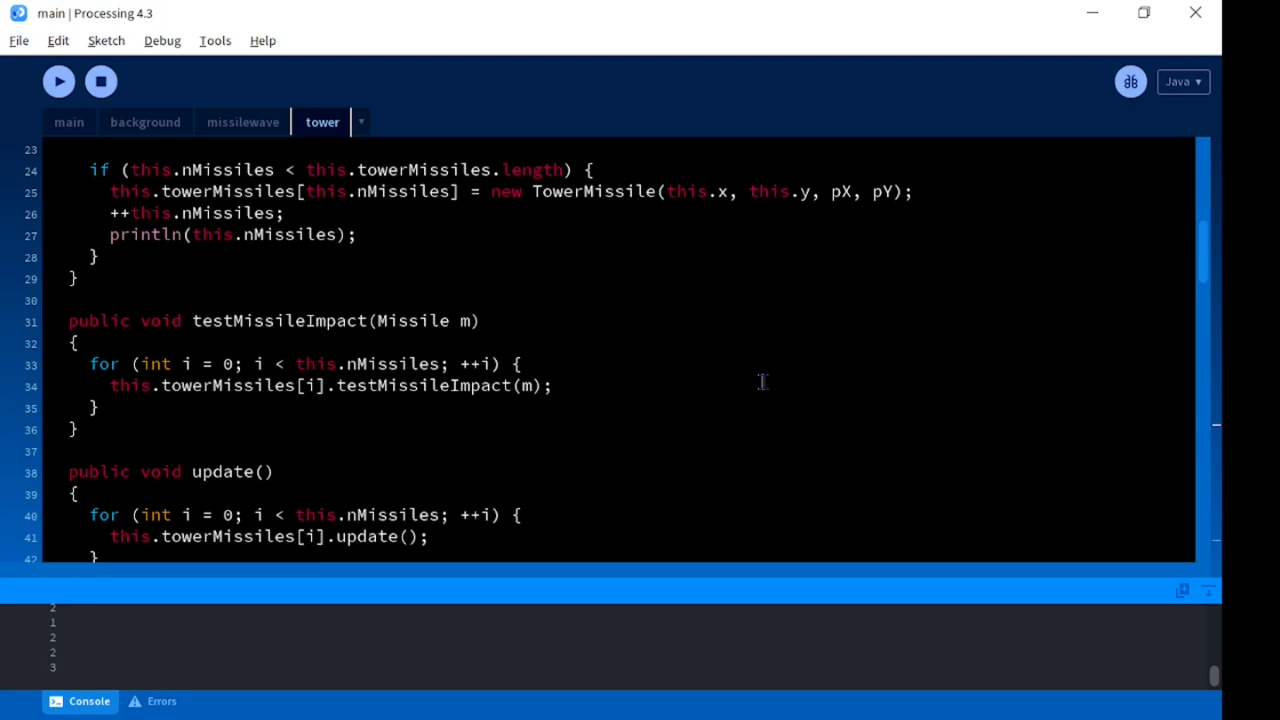 main | Processing 4.3
File Edit Sketch Debug Tools Help
Java ▾
main background missilewave tower ▾
23
24 if (this.nMissiles < this.towerMissiles.length) {
25 this.towerMissiles[this.nMissiles] = new TowerMissile(this.x, this.y, pX, pY);
26 ++this.nMissiles;
27 println(this.nMissiles);
28 }
29 }
30
31 public void testMissileImpact(Missile m)
32 {
33 for (int i = 0; i < this.nMissiles; ++i) {
34 this.towerMissiles[i].testMissileImpact(m);
35 }
36 }
37
38 public void update()
39 {
40 for (int i = 0; i < this.nMissiles; ++i) {
41 this.towerMissiles[i].update();
42 }
2
1
2
2
3
Console Errors